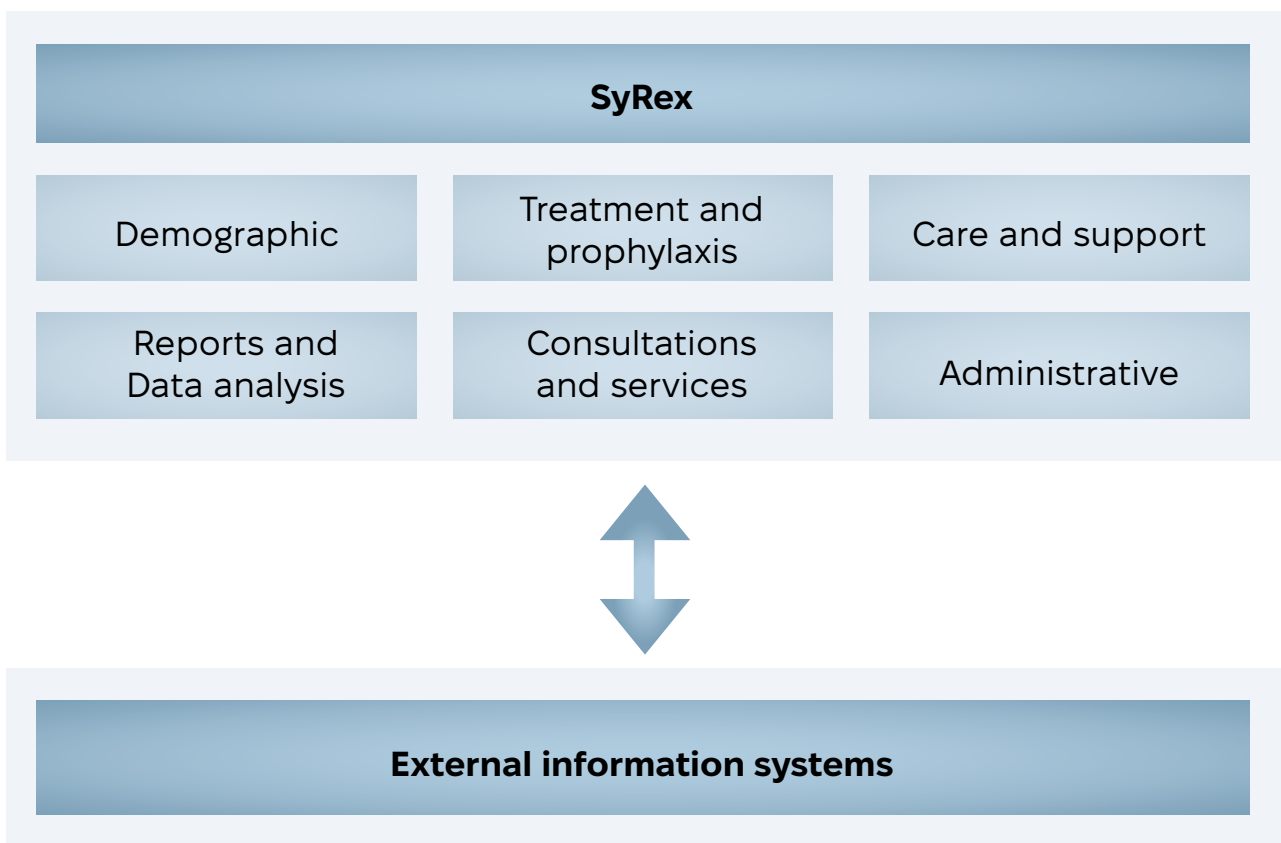 SyRex
Demographic
Treatment and
prophylaxis
Care and support
Reports and
Data analysis
Consultations
and services
Administrative
External information systems